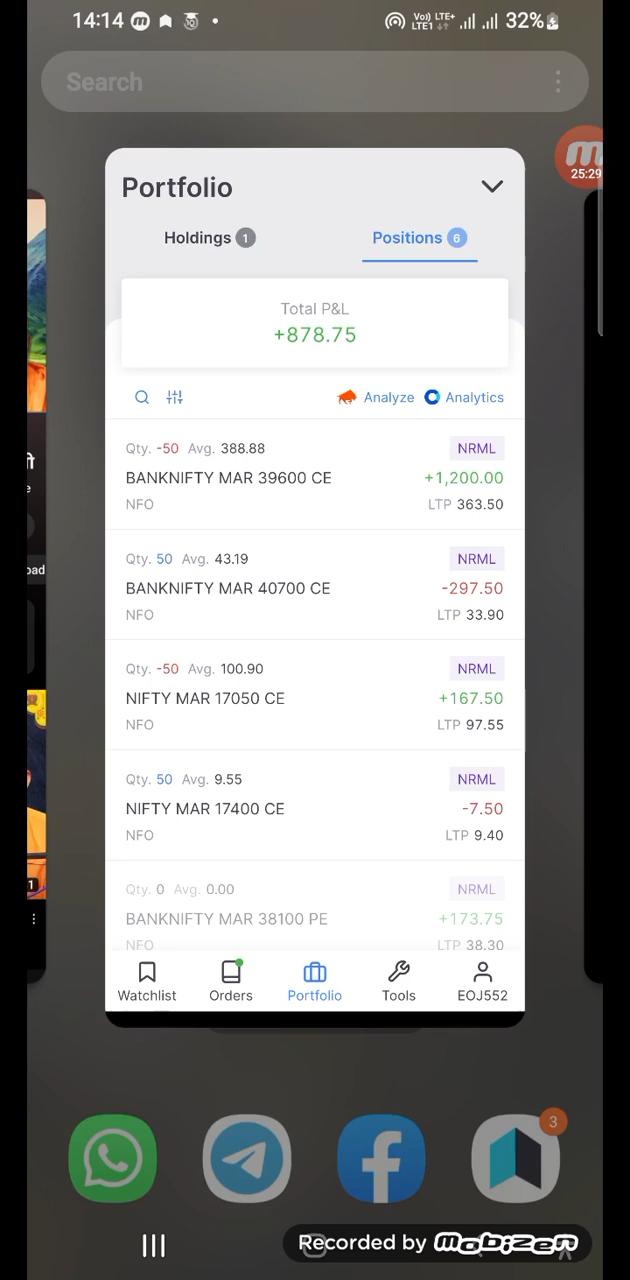 14:14
Vo) LTE+
LTE1
32%
Search
25:29
Portfolio
Holdings 1
Positions 6
Total P&L
+878.75
Analyze
Analytics
Qty. -50 Avg. 388.88
NRML
BANKNIFTY MAR 39600 CE
+1,200.00
NFO
LTP 363.50
Qty. 50 Avg. 43.19
NRML
BANKNIFTY MAR 40700 CE
-297.50
NFO
LTP 33.90
Qty. -50 Avg. 100.90
NRML
NIFTY MAR 17050 CE
+167.50
NFO
LTP 97.55
Qty. 50 Avg. 9.55
NRML
NIFTY MAR 17400 CE
-7.50
NFO
LTP 9.40
Qty. 0 Avg. 0.00
NRML
BANKNIFTY MAR 38100 PE
+173.75
NFO
LTP 38.30
Watchlist
Orders
Portfolio
Tools
EOJ552
3
Recorded by Mobizen